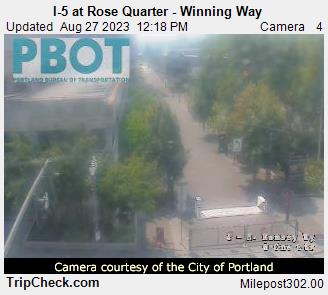 I-5 at Rose Quarter - Winning Way
Updated Aug 27 2023 12:18 PM Camera 4
PBOT
PORTLAND BUREAU OF TRANSPORTATION
Camera courtesy of the City of Portland
TripCheck.com Milepost302.00